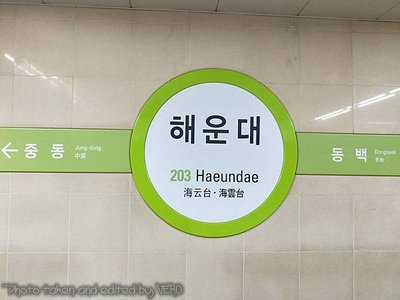 해운대
203 Haeundae
海云台·海雲台
←중동
Jung-dong
中洞
동백
Dongbaek
冬柏
Photo taken and edited by VERO